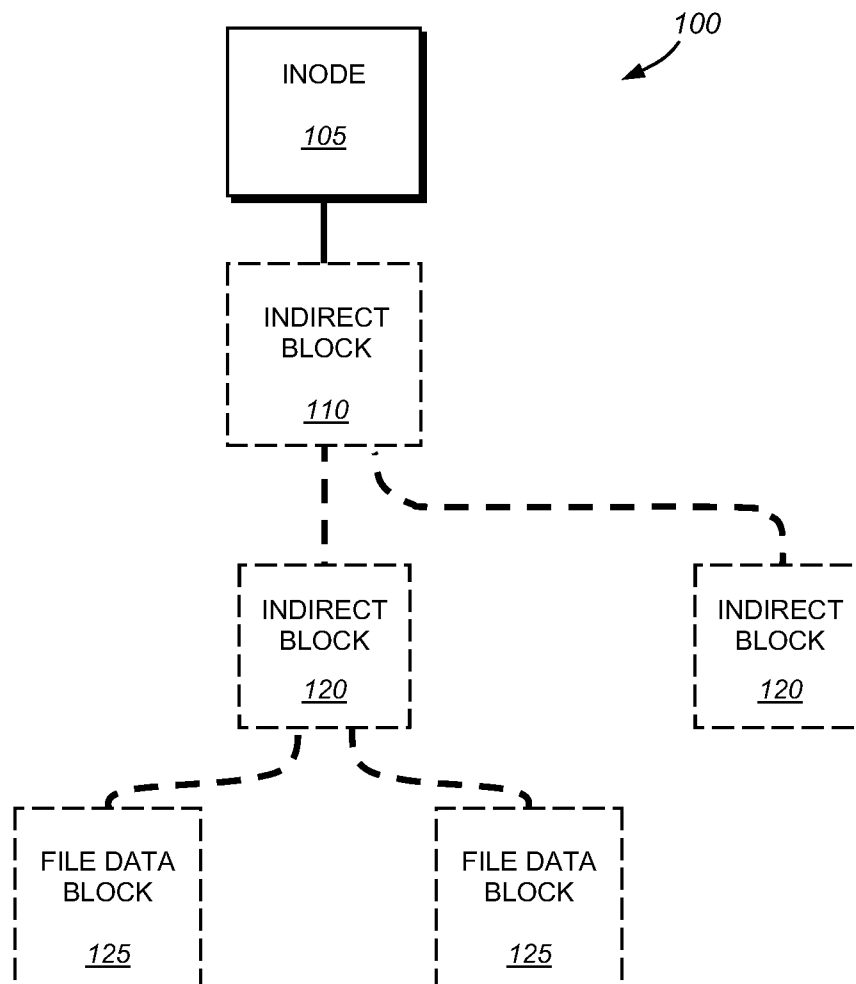 100
INODE
105
INDIRECT
BLOCK
110
INDIRECT
BLOCK
120
INDIRECT
BLOCK
120
FILE DATA
BLOCK
125
FILE DATA
BLOCK
125